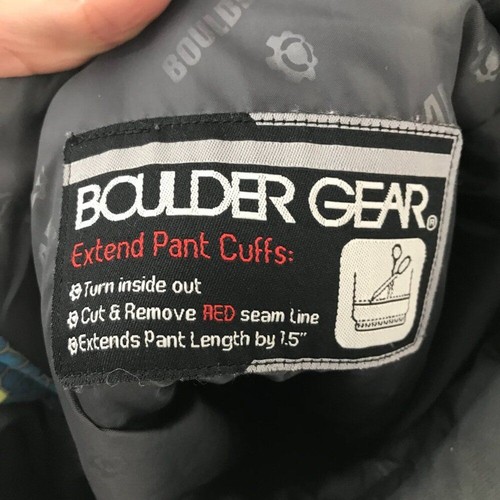 BOULD
BOULDER GEAR®
Extend Pant Cuffs:
Turn inside out
Cut & Remove RED seam line
Extends Pant Length by 1.5"